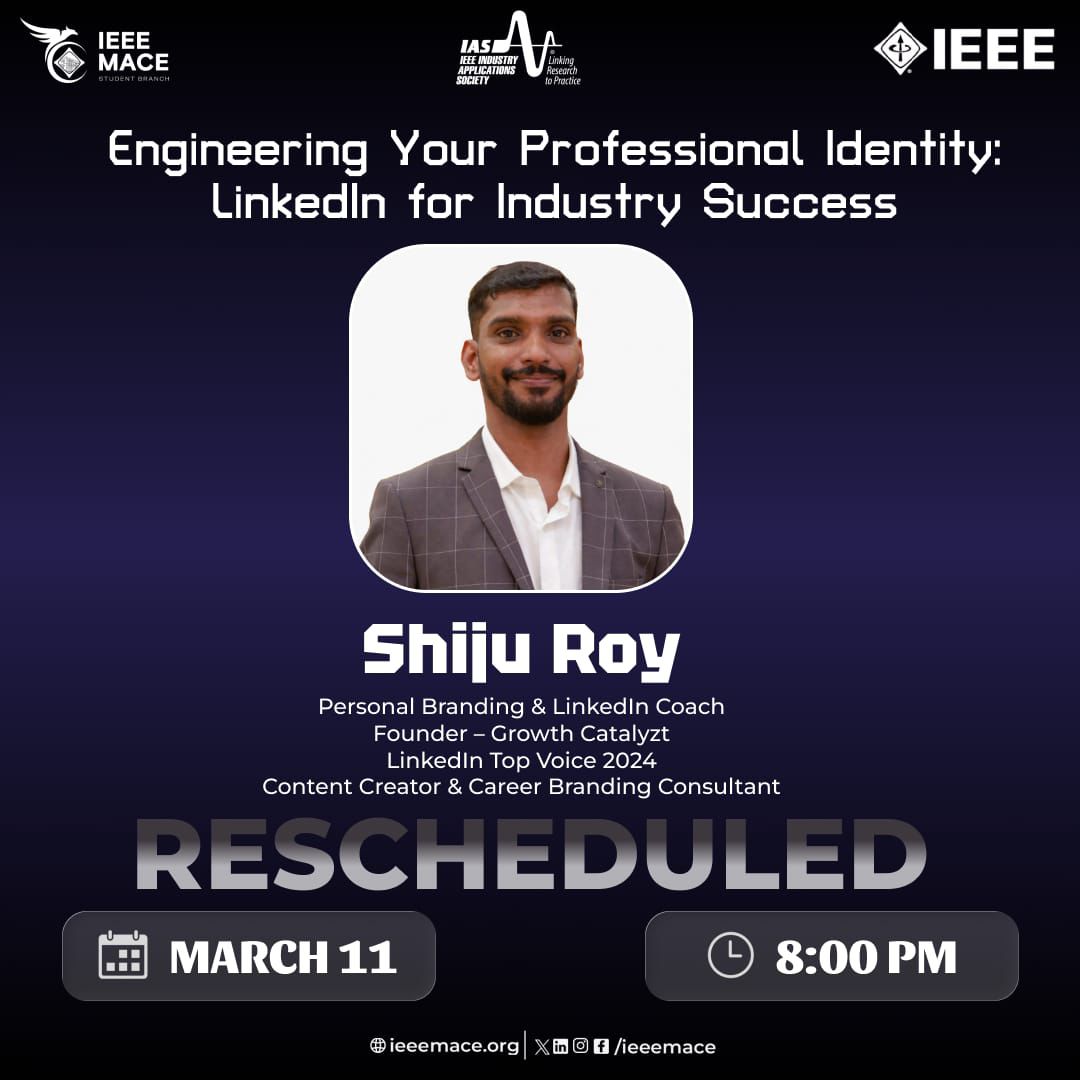 IEEE
MACE
STUDENT BRANCH
IAS
IEEE INDUSTRY
APPLICATIONS
SOCIETY
®
Linking
Research
to Practice
IEEE
®
Engineering Your Professional Identity:
LinkedIn for Industry Success
Shiju Roy
Personal Branding & LinkedIn Coach
Founder – Growth Catalyzt
LinkedIn Top Voice 2024
Content Creator & Career Branding Consultant
RESCHEDULED
MARCH 11
8:00 PM
ieeemace.org
/ieeemace